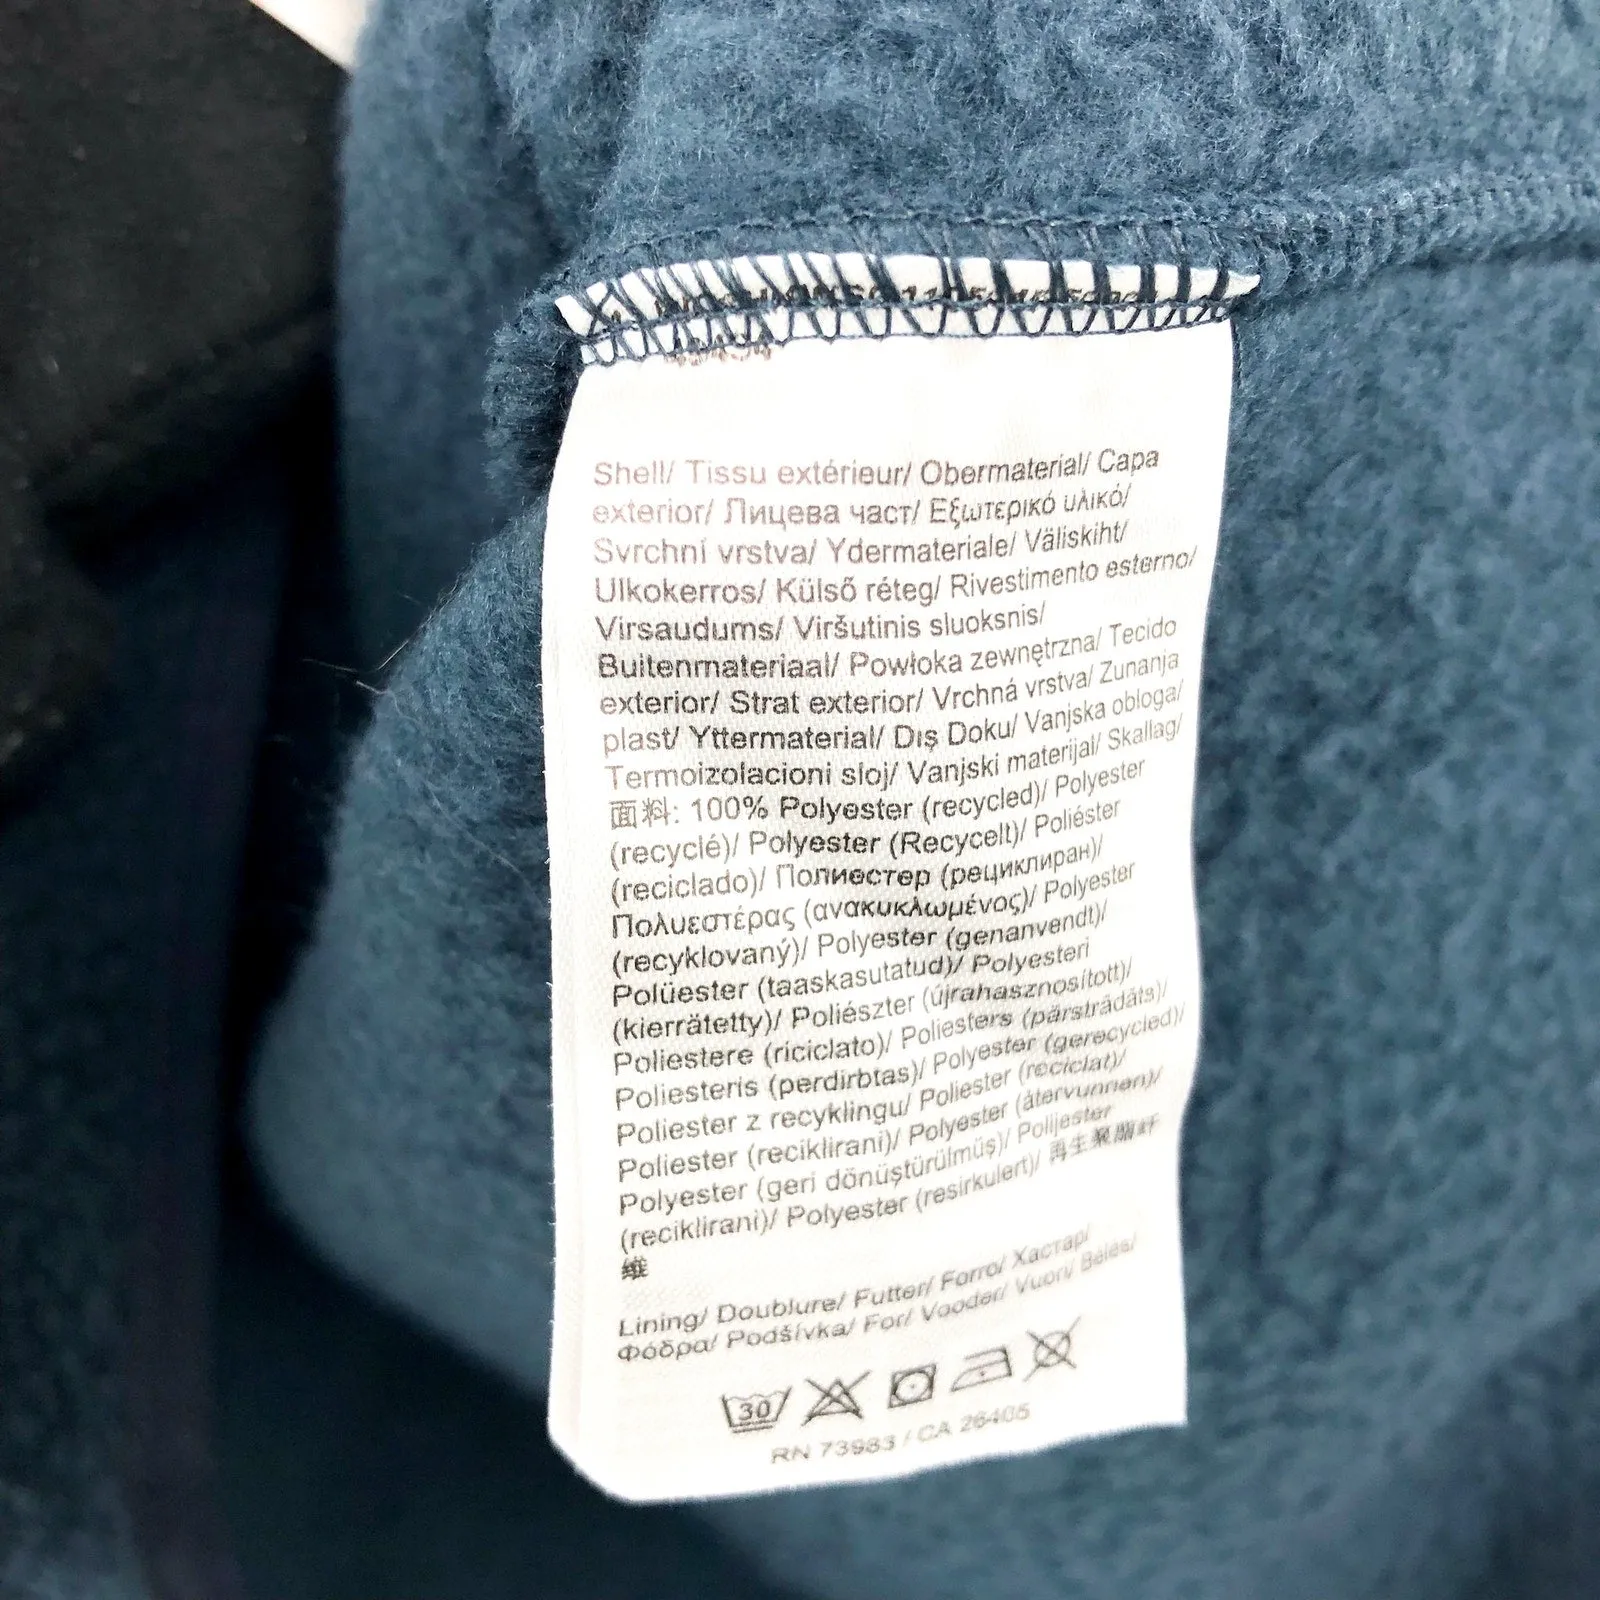 Shell/ Tissu extérieur/ Obermaterial/ Capa
exterior/ Лицева част/ Εξωτερικό υλικό/
Svrchní vrstva/ Ydermateriale/ Väliskiht/
Ulkokerros/ Külső réteg/ Rivestimento esterno/
Virsaudums/ Viršutinis sluoksnis/
Buitenmateriaal/ Powłoka zewnętrzna/ Tecido
exterior/ Strat exterior/ Vrchná vrstva/ Zunanja
plast/ Yttermaterial/ Dış Doku/ Vanjska obloga/
Termoizolacioni sloj/ Vanjski materijal/ Skallag/
面料: 100% Polyester (recycled)/ Polyester
(recyclé)/ Polyester (Recycelt)/ Poliéster
(reciclado)/ Полиестер (рециклиран)/
Πολυεστέρας (ανακυκλωμένος)/ Polyester
(recyklovaný)/ Polyester (genanvendt)/
Polüester (taaskasutatud)/ Polyesteri
(kierrätetty)/ Poliészter (újrahasznosított)/
Poliestere (riciclato)/ Poliesters (pārstrādāts)/
Poliesteris (perdirbtas)/ Polyester (gerecycled)/
Poliester z recyklingu/ Poliester (reciclat)/
Poliester (reciklirani)/ Polyester (återvunnen)/
Polyester (geri dönüştürülmüş)/ Polijester
(reciklirani)/ Polyester (resirkulert)/ 再生聚酯纤
维
Lining/ Doublure/ Futter/ Forro/ Хастар/
Φόδρα/ Podšívka/ For/ Vooder/ Vuori/ Bélés/
30
RN 73983 / CA 26405